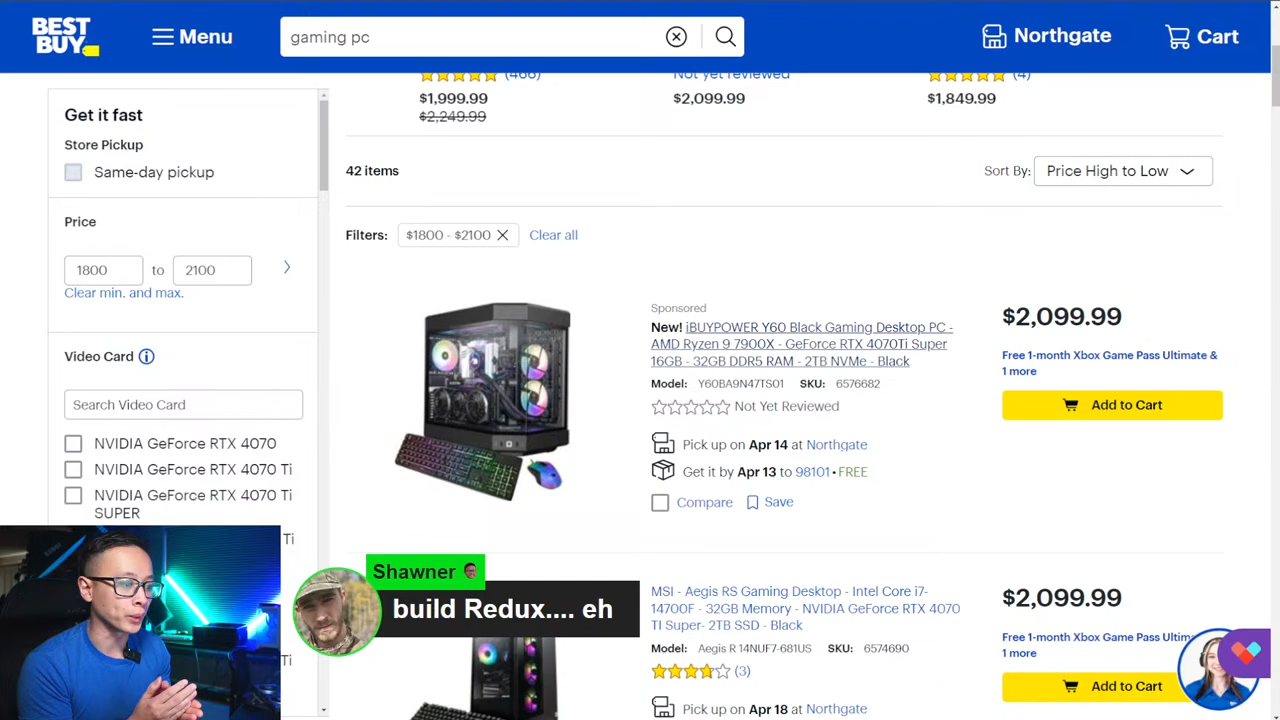 BEST
BUY
Menu
gaming pc
Northgate
Cart
(466)
Not yet reviewed
(4)
$1,999.99
$2,099.99
$1,849.99
$2,249.99
Get it fast
Store Pickup
Same-day pickup
Price
1800 to 2100
Clear min. and max.
Video Card
Search Video Card
NVIDIA GeForce RTX 4070
NVIDIA GeForce RTX 4070 Ti
NVIDIA GeForce RTX 4070 Ti
SUPER
Ti
Ti
42 items
Sort By: Price High to Low
Filters: $1800 - $2100 Clear all
Sponsored
New! iBUYPOWER Y60 Black Gaming Desktop PC -
AMD Ryzen 9 7900X - GeForce RTX 4070Ti Super
16GB - 32GB DDR5 RAM - 2TB NVMe - Black
Model: Y60BA9N47TS01 SKU: 6576682
Not Yet Reviewed
Pick up on Apr 14 at Northgate
Get it by Apr 13 to 98101 • FREE
Compare Save
$2,099.99
Free 1-month Xbox Game Pass Ultimate &
1 more
Add to Cart
Shawner
build Redux.... eh
MSI - Aegis RS Gaming Desktop - Intel Core i7-
14700F - 32GB Memory - NVIDIA GeForce RTX 4070
TI Super- 2TB SSD - Black
Model: Aegis R 14NUF7-681US SKU: 6574690
(3)
Pick up on Apr 18 at Northgate
$2,099.99
Free 1-month Xbox Game Pass Ultima
1 more
Add to Cart